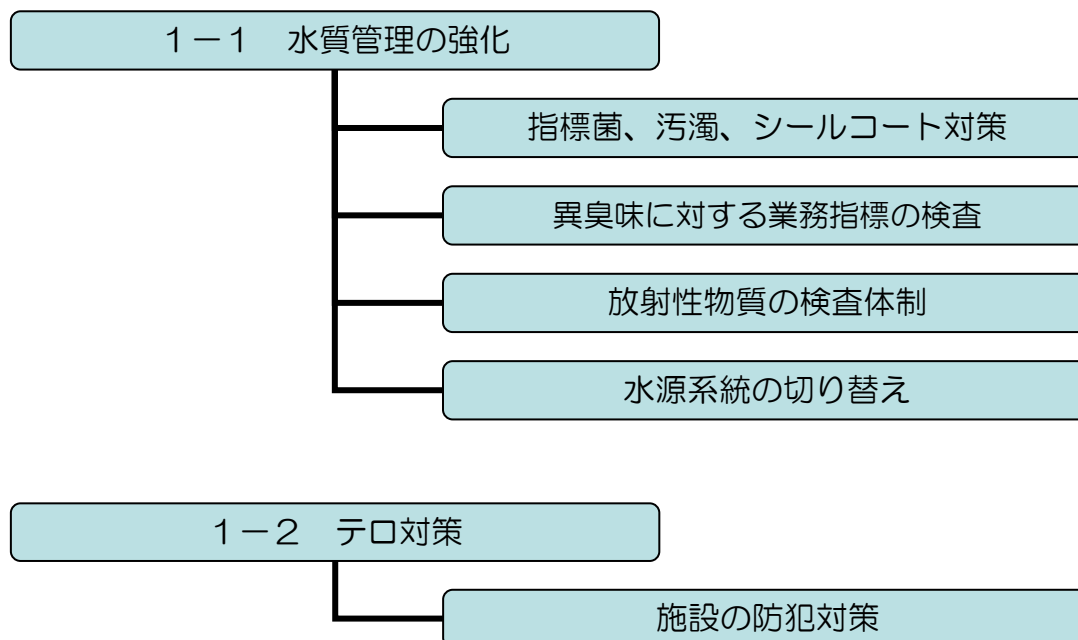 １－１　水質管理の強化
指標菌、汚濁、シールコート対策
異臭味に対する業務指標の検査
放射性物質の検査体制
水源系統の切り替え
１－２　テロ対策
施設の防犯対策